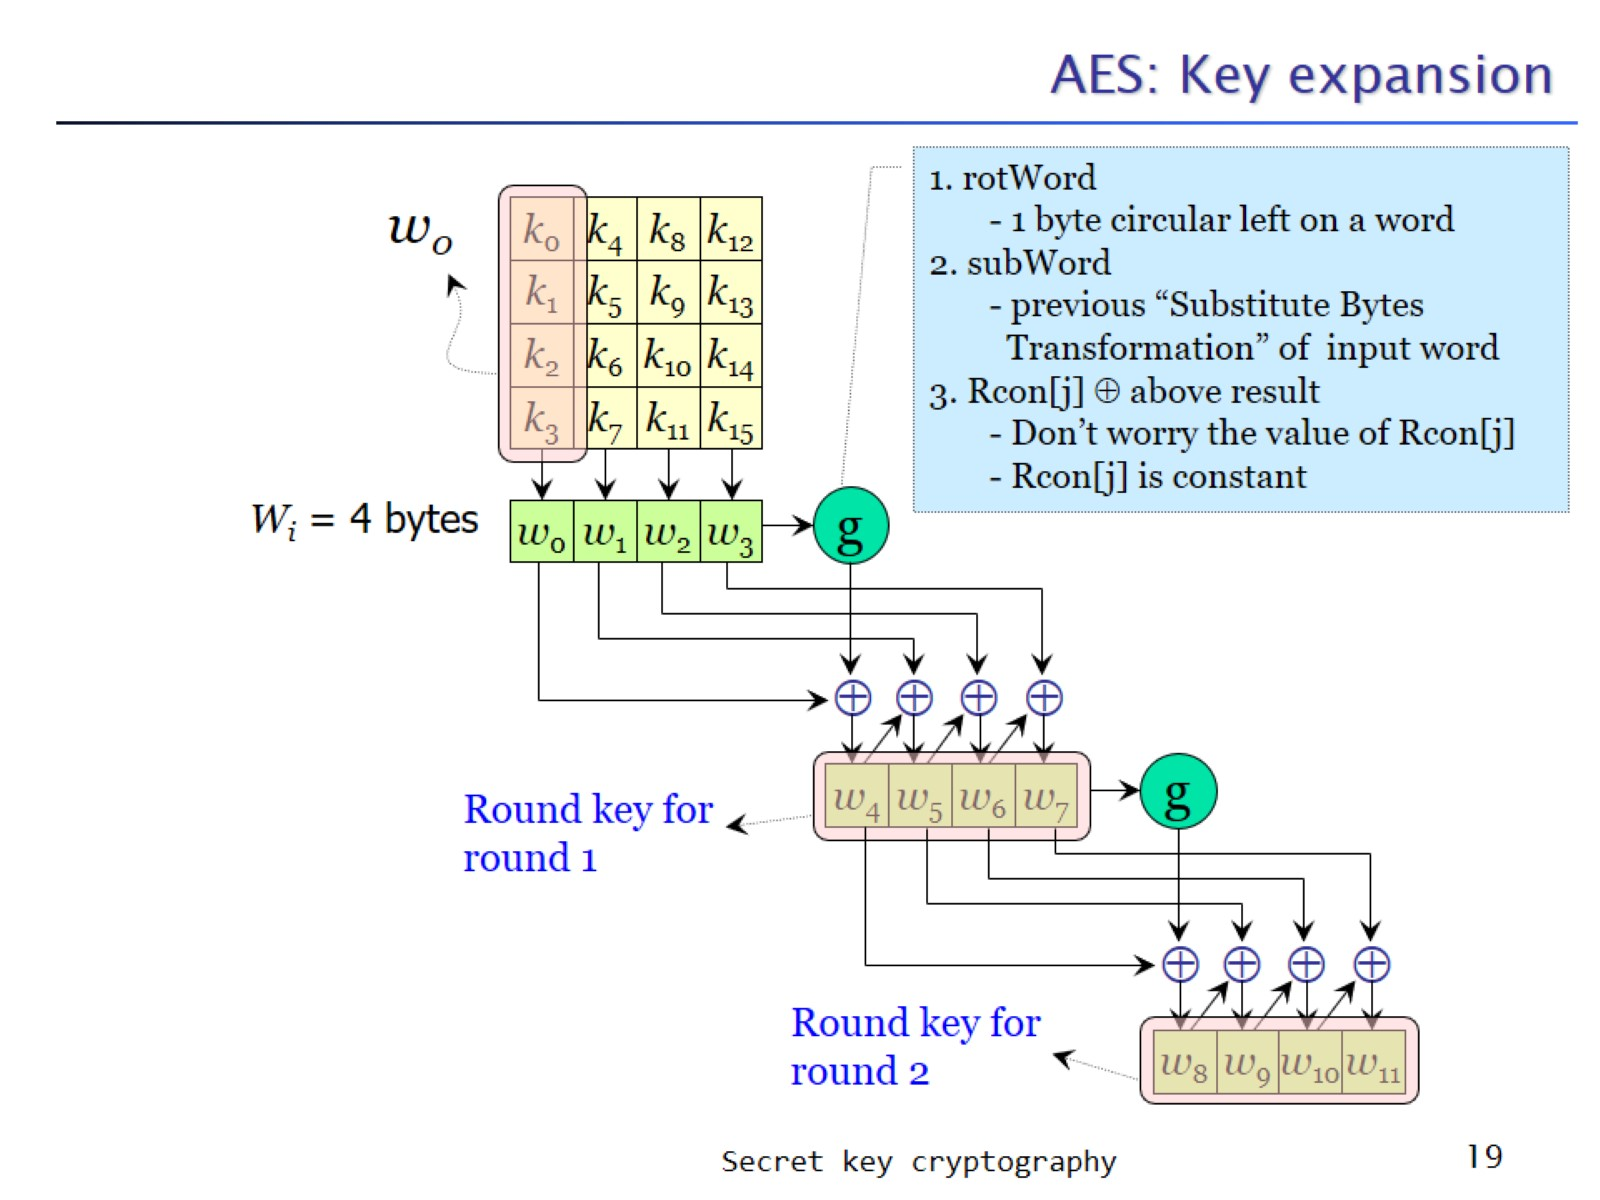 AES: Key expansion
1. rotWord
- 1 byte circular left on a word
2. subWord
- previous “Substitute Bytes
Transformation” of input word
3. Rcon[j] ⊕ above result
- Don’t worry the value of Rcon[j]
- Rcon[j] is constant
w₀
k₀ k₄ k₈ k₁₂
k₁ k₅ k₉ k₁₃
k₂ k₆ k₁₀ k₁₄
k₃ k₇ k₁₁ k₁₅
Wᵢ = 4 bytes
w₀ w₁ w₂ w₃
g
Round key for
round 1
w₄ w₅ w₆ w₇
g
Round key for
round 2
w₈ w₉ w₁₀ w₁₁
Secret key cryptography
19